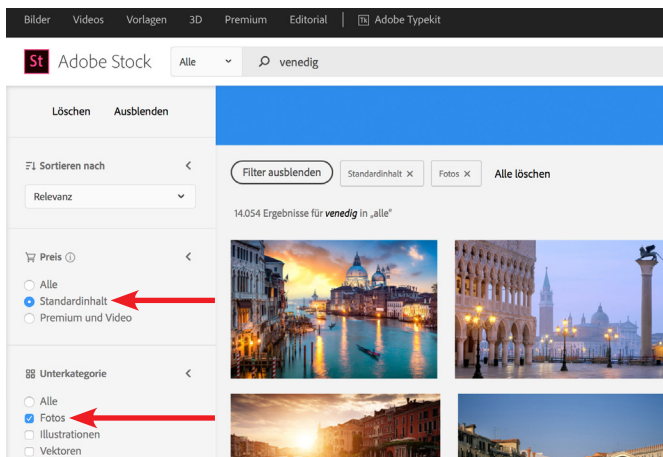 Bilder Videos Vorlagen 3D Premium Editorial Tk Adobe Typekit
St Adobe Stock Alle venedig
Löschen Ausblenden
Sortieren nach
Relevanz
Preis
Alle
Standardinhalt
Premium und Video
Unterkategorie
Alle
Fotos
Illustrationen
Vektoren
Filter ausblenden Standardinhalt × Fotos × Alle löschen
14.054 Ergebnisse für venedig in „alle“